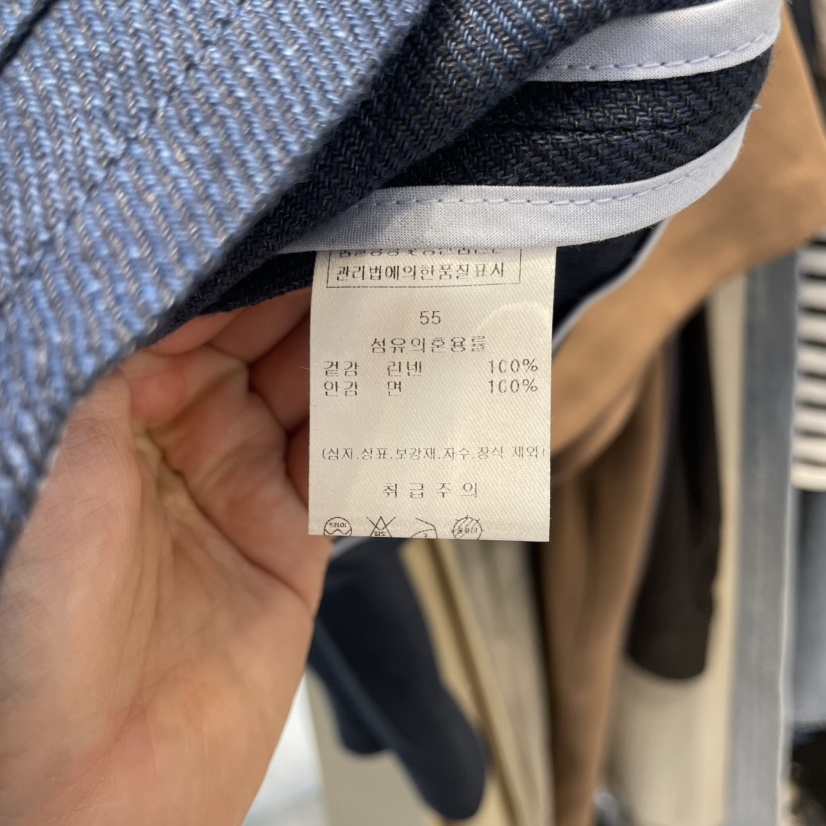 관리법에의한품질표시
55
섬유의혼용률
겉감 린넨 100%
안감 면 100%
(심지.상표.보강재.자수.장식 제외)
취급주의